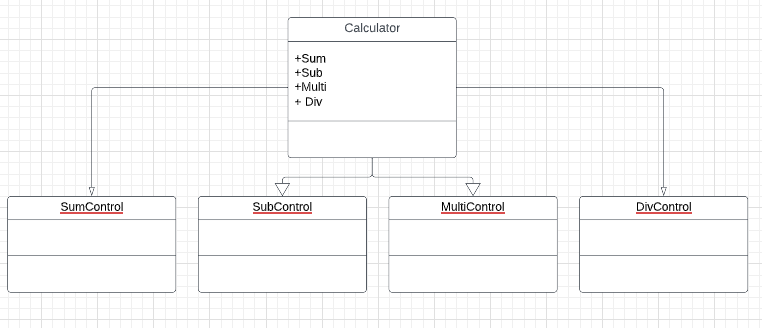 Calculator
+Sum
+Sub
+Multi
+ Div
SumControl
SubControl
MultiControl
DivControl